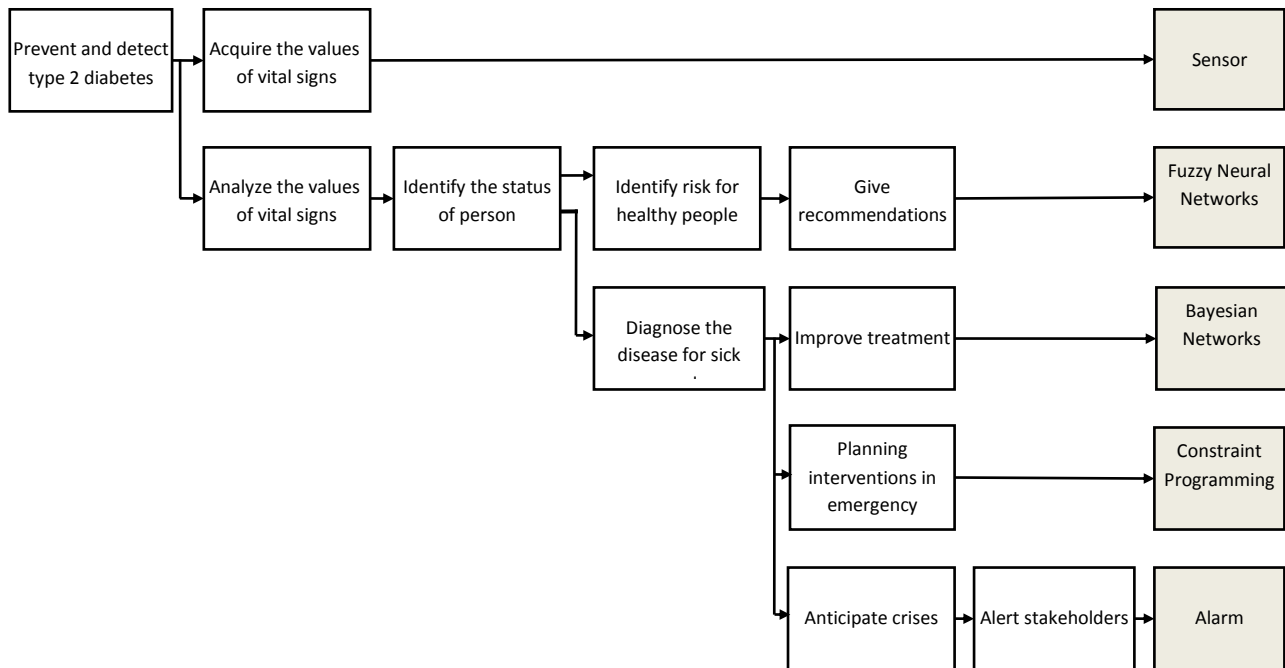 Prevent and detect
type 2 diabetes
Acquire the values
of vital signs
Sensor
Analyze the values
of vital signs
Identify the status
of person
Identify risk for
healthy people
Give
recommendations
Fuzzy Neural
Networks
Diagnose the
disease for sick
Improve treatment
Bayesian
Networks
Planning
interventions in
emergency
Constraint
Programming
Anticipate crises
Alert stakeholders
Alarm